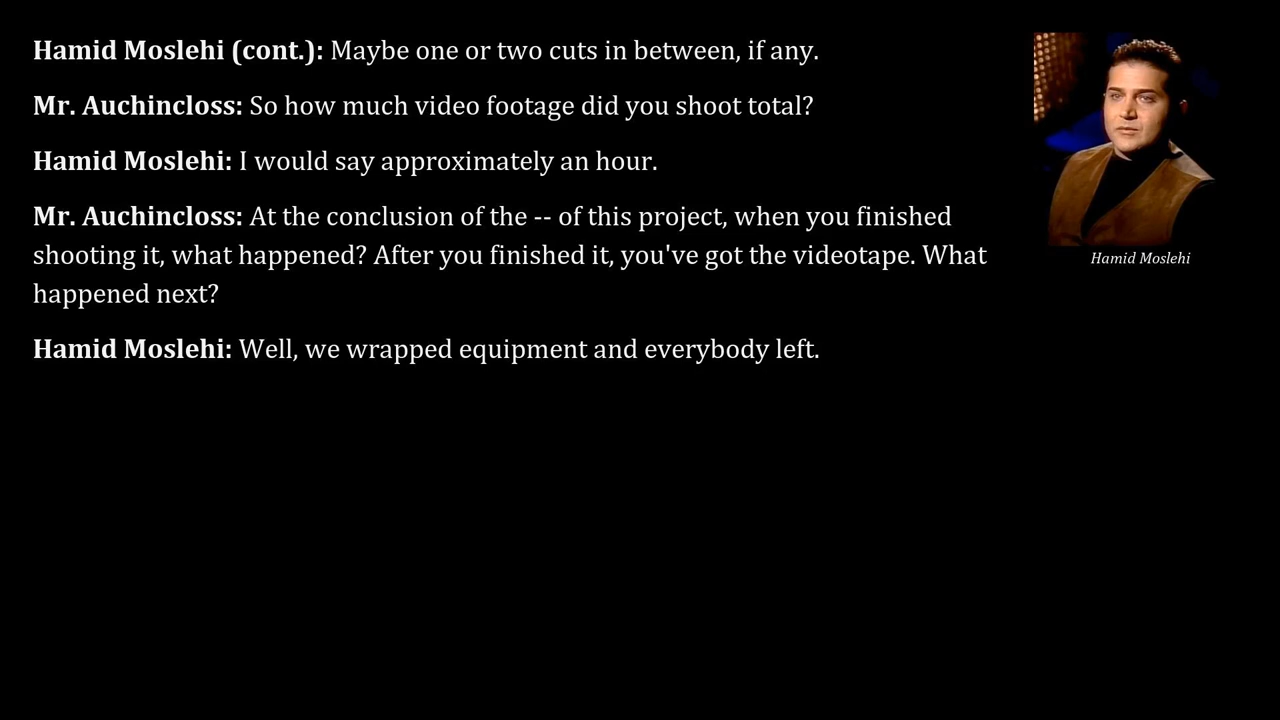 Hamid Moslehi (cont.): Maybe one or two cuts in between, if any.
Mr. Auchincloss: So how much video footage did you shoot total?
Hamid Moslehi: I would say approximately an hour.
Mr. Auchincloss: At the conclusion of the -- of this project, when you finished
shooting it, what happened? After you finished it, you've got the videotape. What
happened next?
Hamid Moslehi: Well, we wrapped equipment and everybody left.
Hamid Moslehi